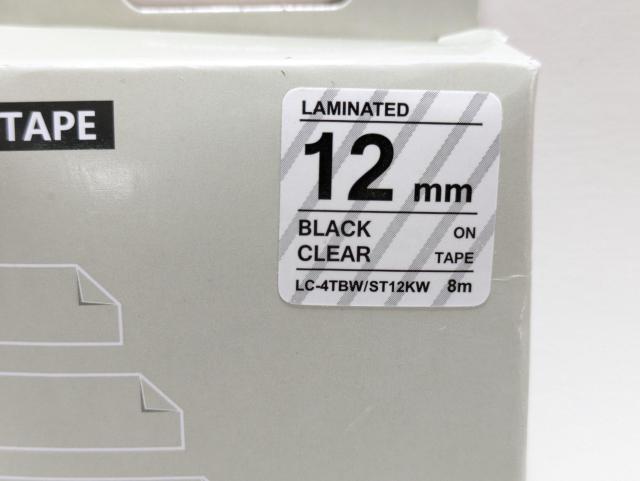 TAPE
LAMINATED
12 mm
BLACK ON
CLEAR TAPE
LC-4TBW/ST12KW 8m